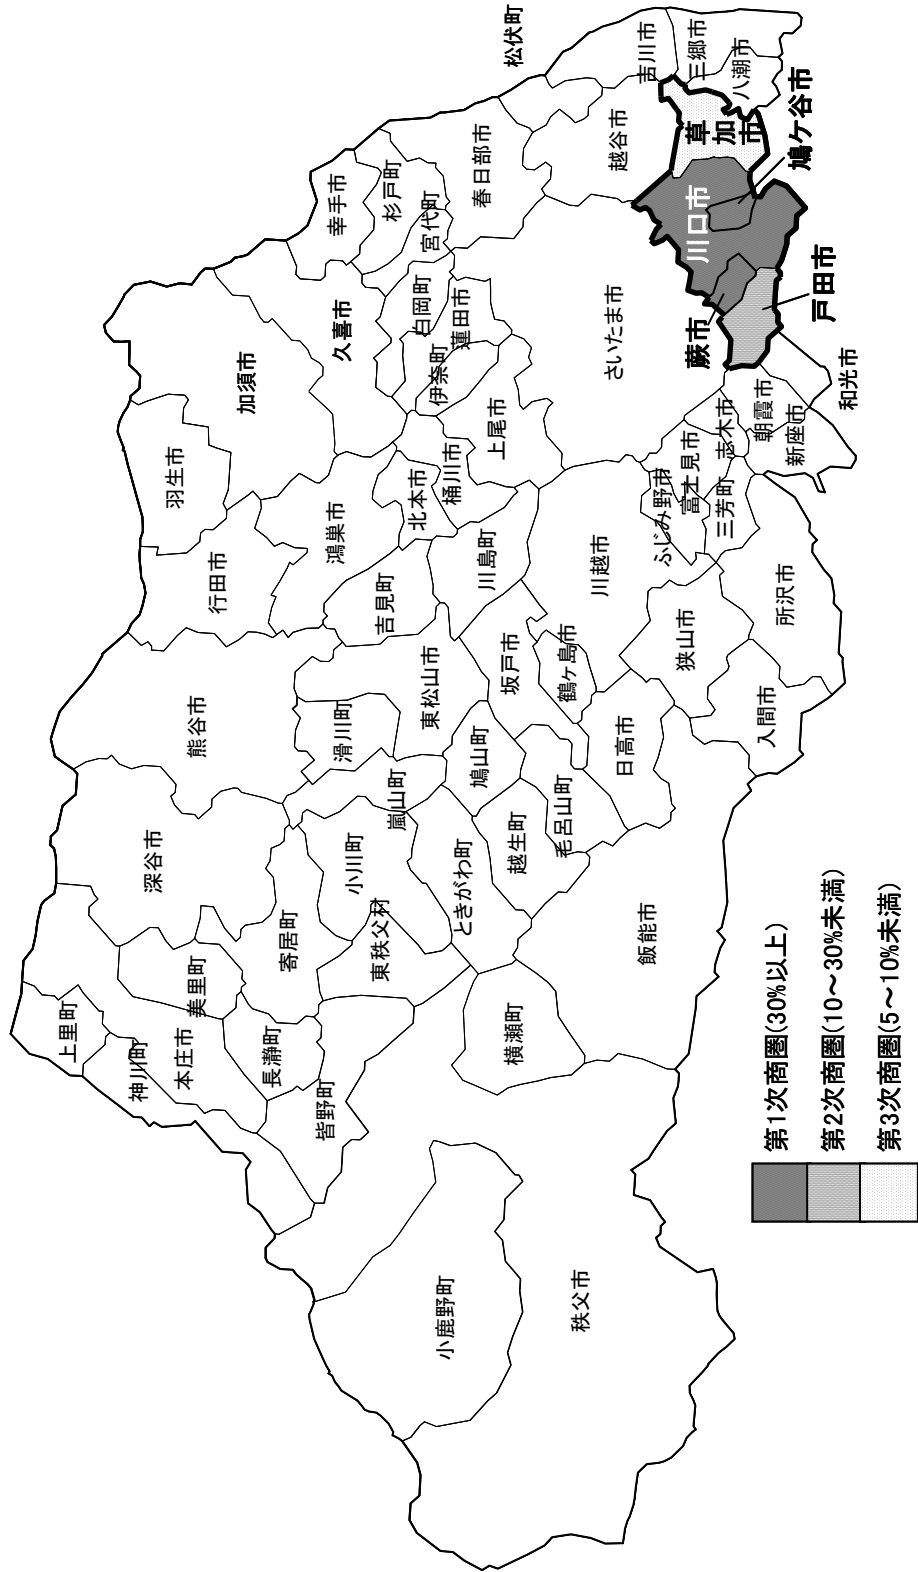 上里町
神川町
本庄市
美里町
深谷市
熊谷市
行田市
羽生市
加須市
長瀞町
皆野町
寄居町
小川町
東秩父村
嵐山町
滑川町
東松山市
吉見町
鴻巣市
北本市
桶川市
久喜市
幸手市
杉戸町
宮代町
白岡町
蓮田市
伊奈町
上尾市
春日部市
松伏町
小鹿野町
秩父市
横瀬町
ときがわ町
越生町
毛呂山町
鳩山町
坂戸市
鶴ヶ島市
川島町
川越市
日高市
飯能市
狭山市
入間市
所沢市
ふじみ野市
富士見市
三芳町
志木市
朝霞市
新座市
和光市
さいたま市
越谷市
吉川市
三郷市
八潮市
草加市
川口市
鳩ケ谷市
蕨市
戸田市
第1次商圏(30%以上)
第2次商圏(10～30%未満)
第3次商圏(5～10%未満)